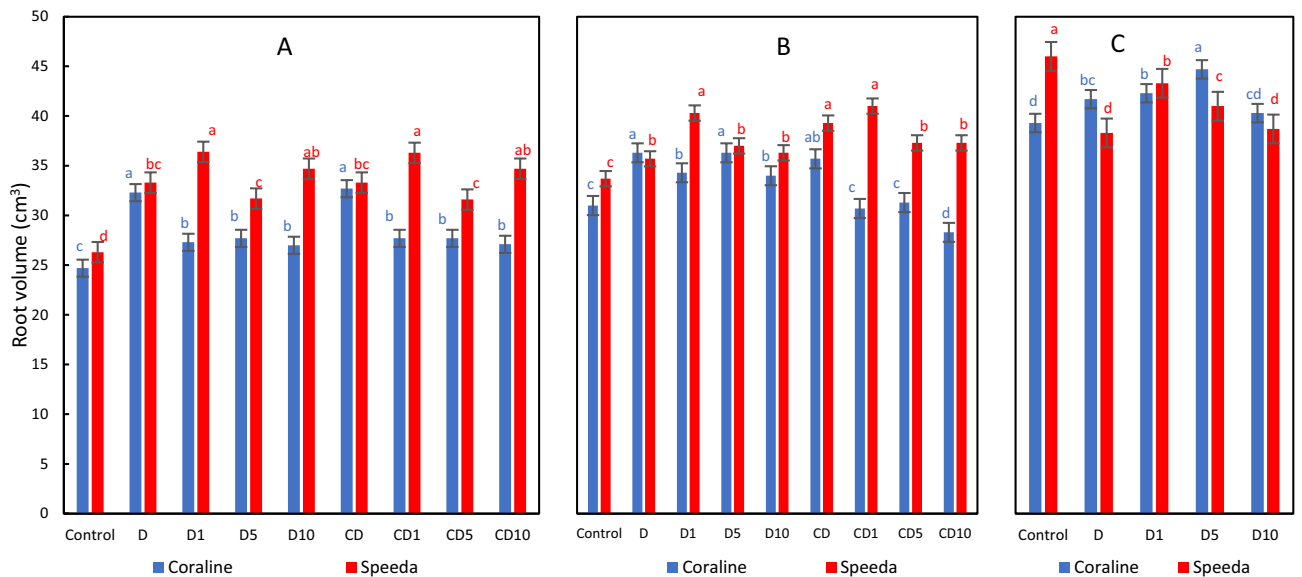 Root volume (cm³)
50
45
40
35
30
25
20
15
10
5
0
A
c d a bc b a b c b ab a bc b a b c b ab
Control D D1 D5 D10 CD CD1 CD5 CD10
Coraline Speeda
B
c c a b b a a b b b ab a c a c b d b
Control D D1 D5 D10 CD CD1 CD5 CD10
Coraline Speeda
C
d a bc d b b a c cd d
Control D D1 D5 D10
Coraline Speeda